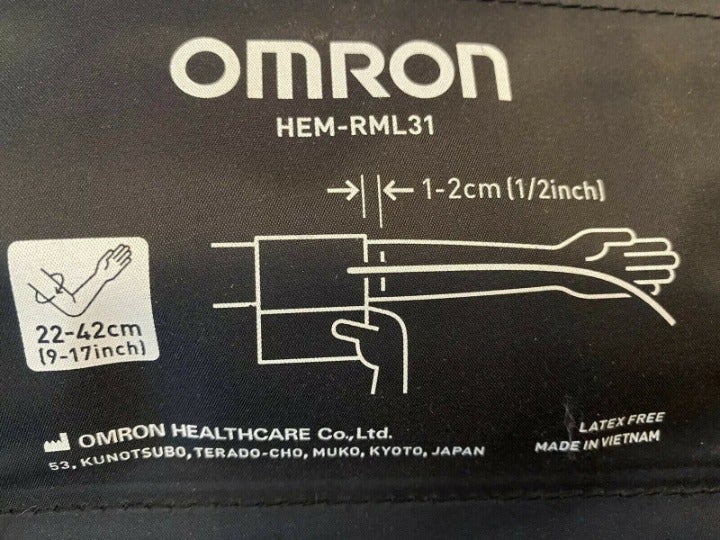 OMRON
HEM-RML31
1-2cm (1/2inch)
22-42cm
(9-17inch)
OMRON HEALTHCARE Co.,Ltd.
53, KUNOTSUBO, TERADO-CHO, MUKO, KYOTO, JAPAN
LATEX FREE
MADE IN VIETNAM